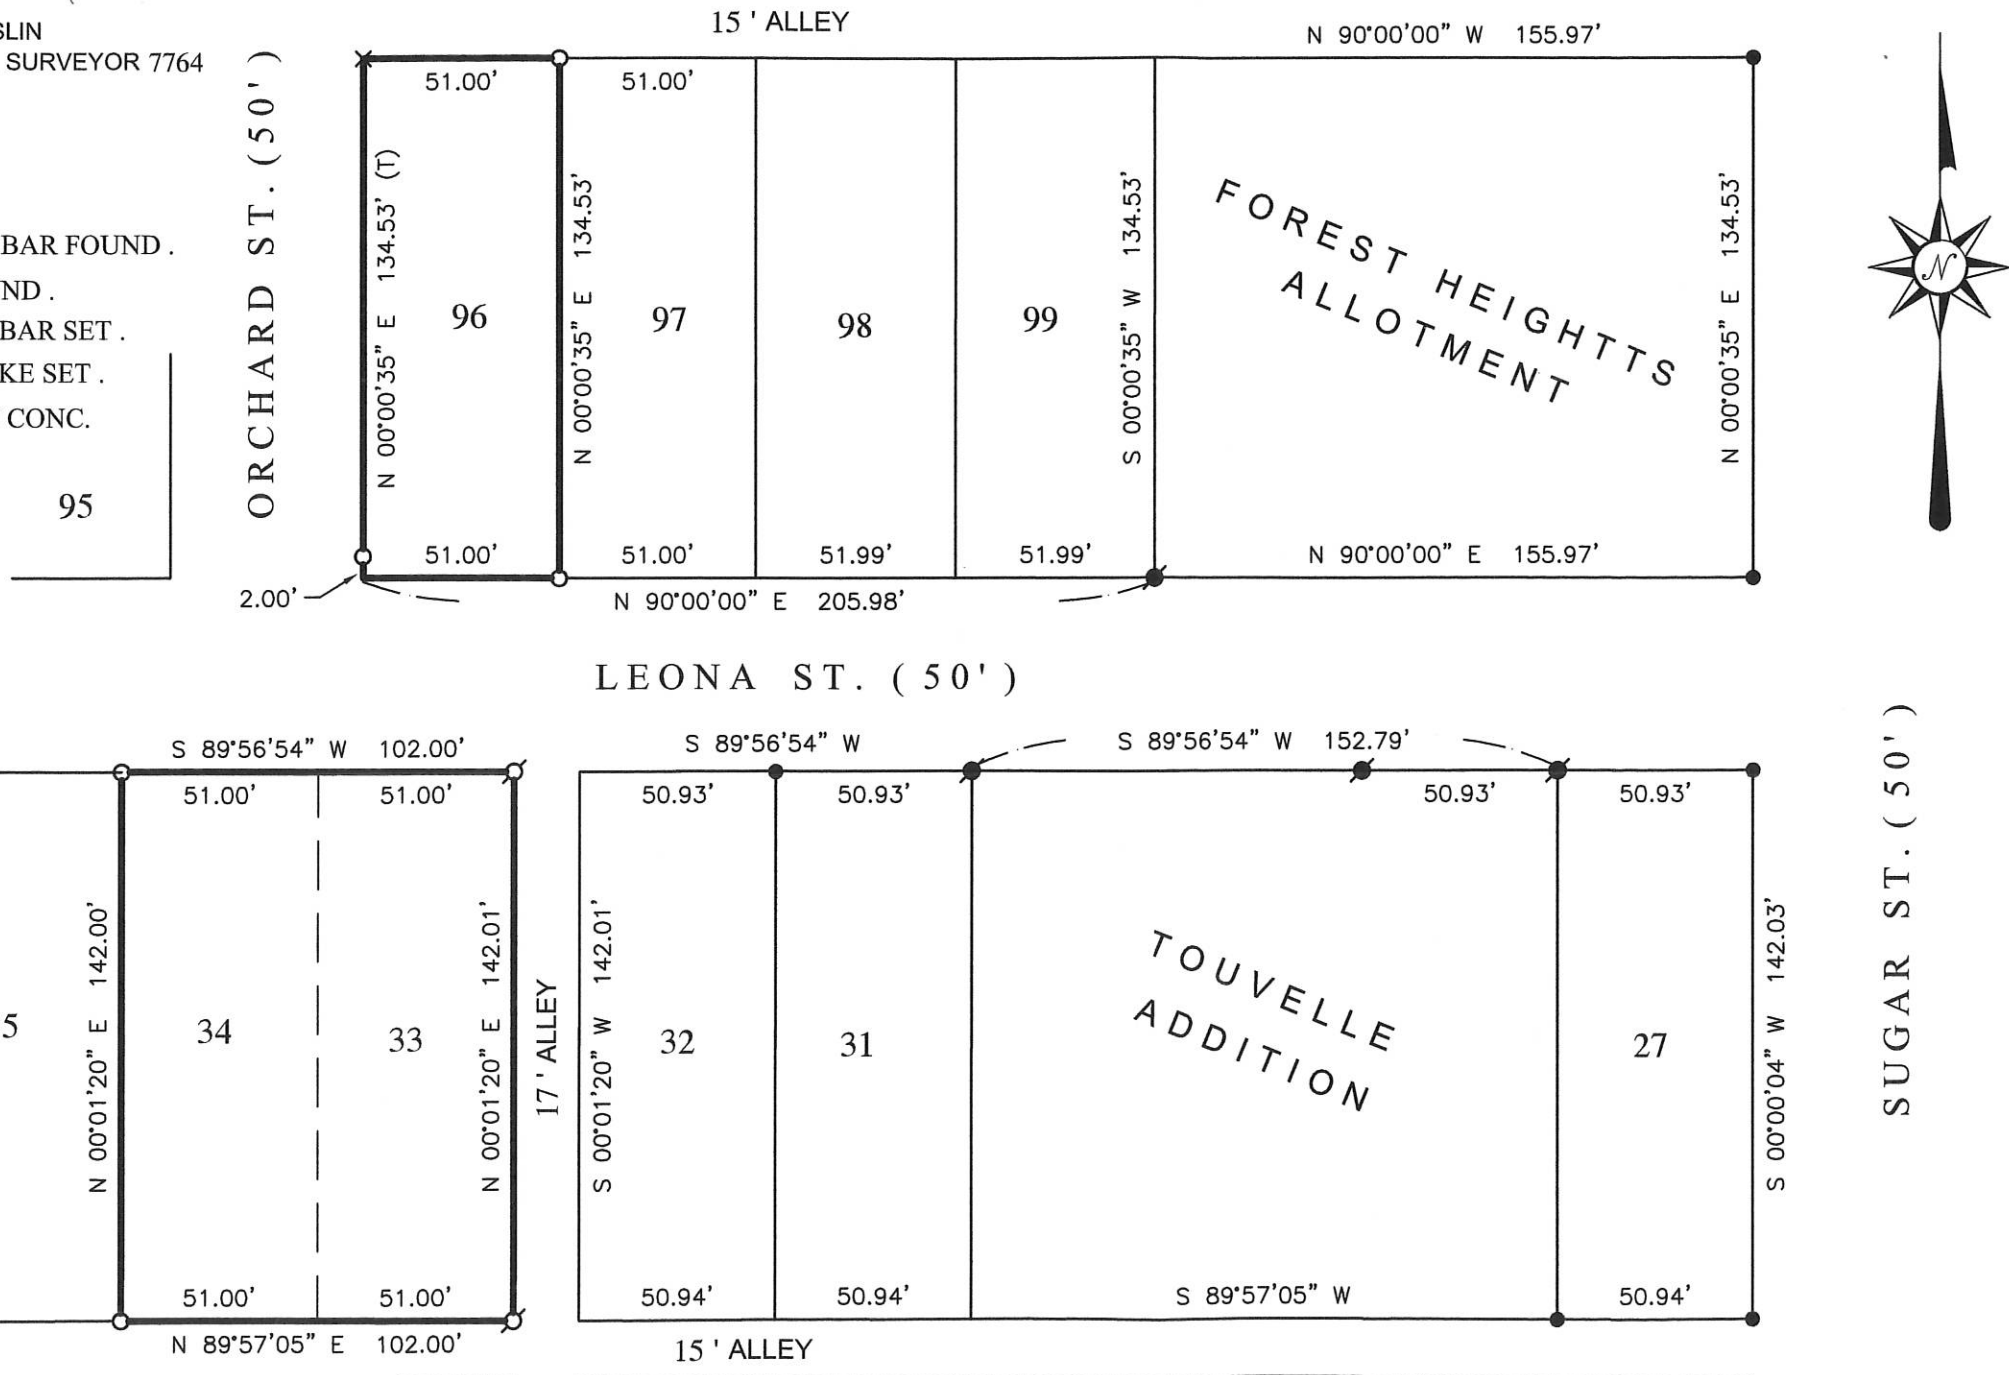 SLIN
SURVEYOR 7764
BAR FOUND .
ND .
BAR SET .
KE SET .
CONC.
95
ORCHARD ST. (50')
15 ' ALLEY
N 90°00'00" W 155.97'
51.00'
51.00'
N 00°00'35" E 134.53' (T)
N 00°00'35" E 134.53'
S 00°00'35" W 134.53'
N 00°00'35" E 134.53'
96
97
98
99
FOREST HEIGHTTS
ALLOTMENT
N
51.00'
51.00'
51.99'
51.99'
N 90°00'00" E 155.97'
2.00'
N 90°00'00" E 205.98'
LEONA ST. (50')
SUGAR ST. (50')
S 89°56'54" W 102.00'
S 89°56'54" W
S 89°56'54" W 152.79'
51.00'
51.00'
50.93'
50.93'
50.93'
50.93'
N 00°01'20" E 142.00'
N 00°01'20" E 142.01'
17 ' ALLEY
S 00°01'20" W 142.01'
S 00°00'04" W 142.03'
5
34
33
32
31
27
TOUVELLE
ADDITION
51.00'
51.00'
50.94'
50.94'
S 89°57'05" W
50.94'
N 89°57'05" E 102.00'
15 ' ALLEY